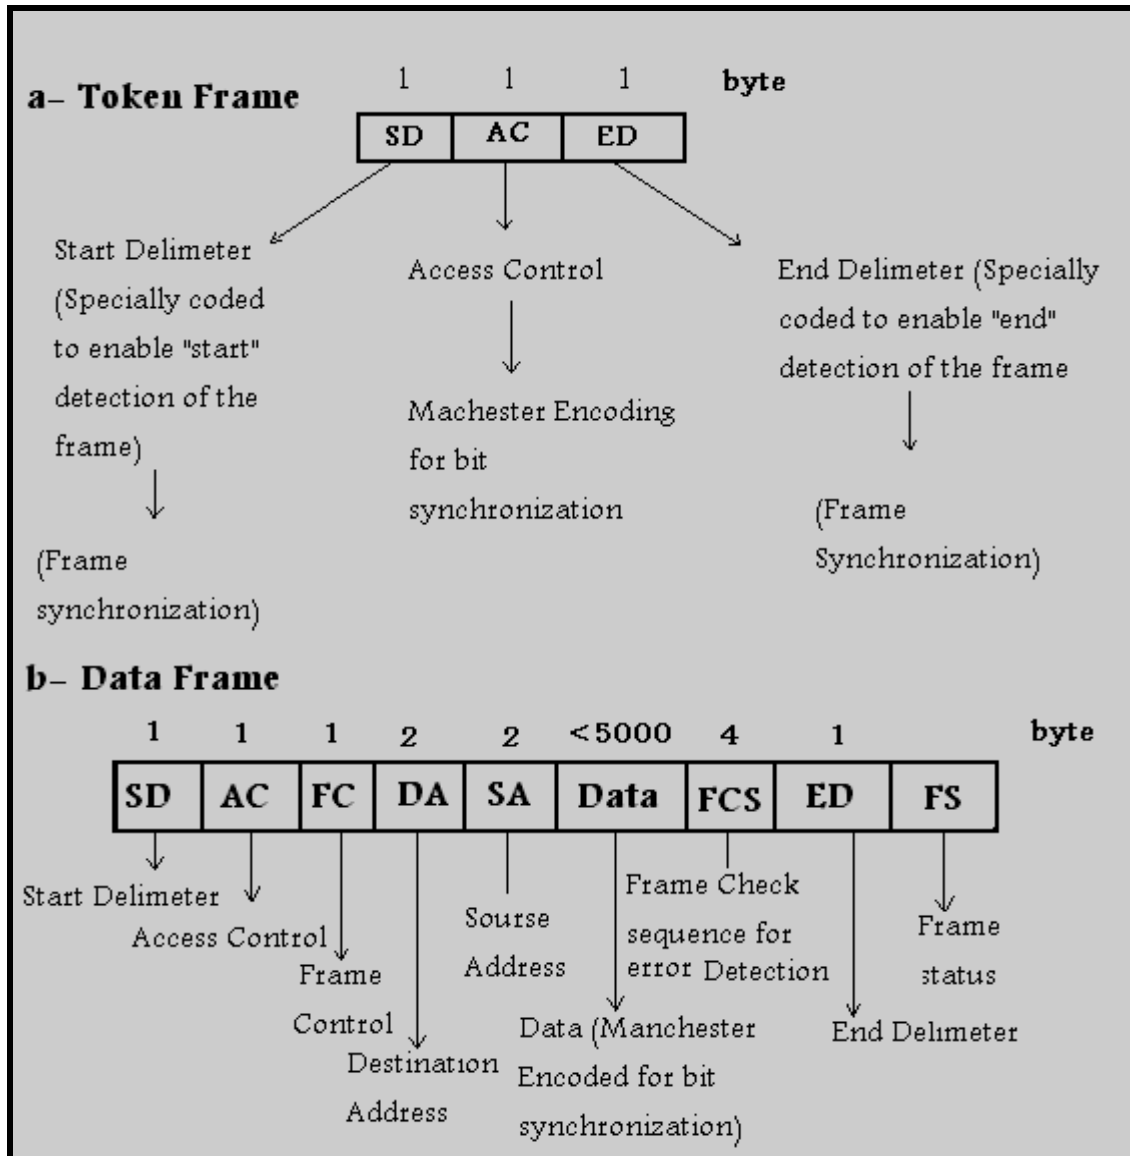 1 1 1 byte
a- Token Frame
SD AC ED
Start Delimeter
(Specially coded
to enable "start"
detection of the
frame)
(Frame
synchronization)
Access Control
Machester Encoding
for bit
synchronization
End Delimeter (Specially
coded to enable "end"
detection of the frame
(Frame
Synchronization)
b- Data Frame
1 1 1 2 2 <5000 4 1 byte
SD AC FC DA SA Data FCS ED FS
Start Delimeter
Access Control
Frame
Control
Destination
Address
Sourse
Address
Data (Manchester
Encoded for bit
synchronization)
Frame Check
sequence for
error Detection
End Delimeter
Frame
status